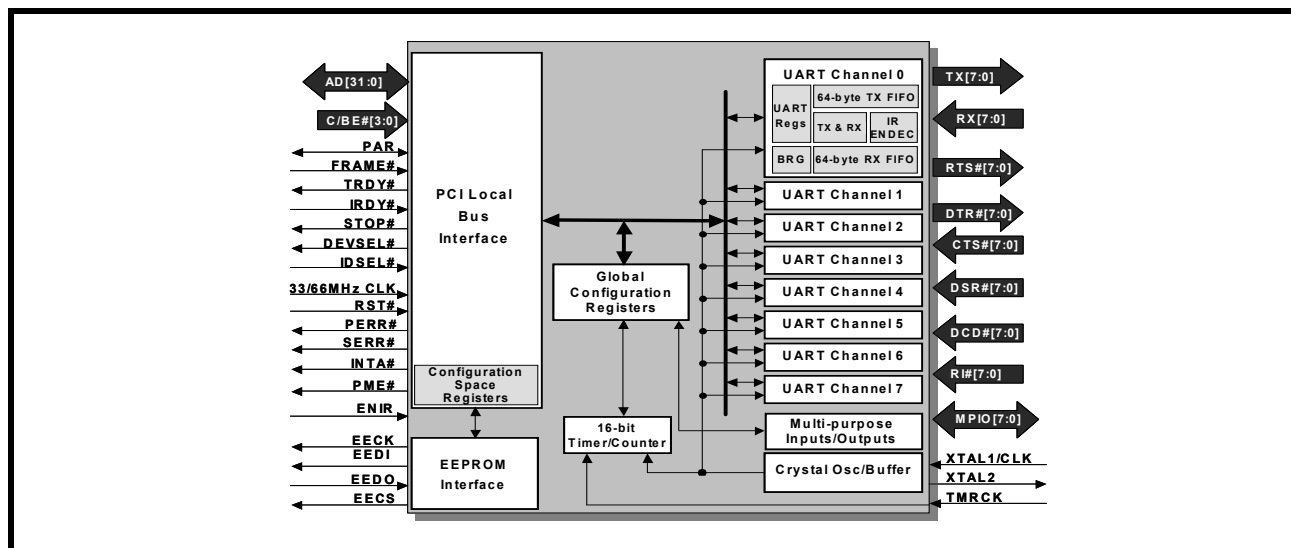 AD[31:0]
C/BE#[3:0]
PAR
FRAME#
TRDY#
IRDY#
STOP#
DEVSEL#
IDSEL#
33/66MHz CLK
RST#
PERR#
SERR#
INTA#
PME#
ENIR
EECK
EEDI
EEDO
EECS
PCI Local
Bus
Interface
Configuration
Space
Registers
EEPROM
Interface
Global
Configuration
Registers
16-bit
Timer/Counter
UART Channel 0
UART
Regs
64-byte TX FIFO
TX & RX
IR
ENDEC
BRG
64-byte RX FIFO
UART Channel 1
UART Channel 2
UART Channel 3
UART Channel 4
UART Channel 5
UART Channel 6
UART Channel 7
Multi-purpose
Inputs/Outputs
Crystal Osc/Buffer
TX[7:0]
RX[7:0]
RTS#[7:0]
DTR#[7:0]
CTS#[7:0]
DSR#[7:0]
DCD#[7:0]
RI#[7:0]
MPIO[7:0]
XTAL1/CLK
XTAL2
TMRCK